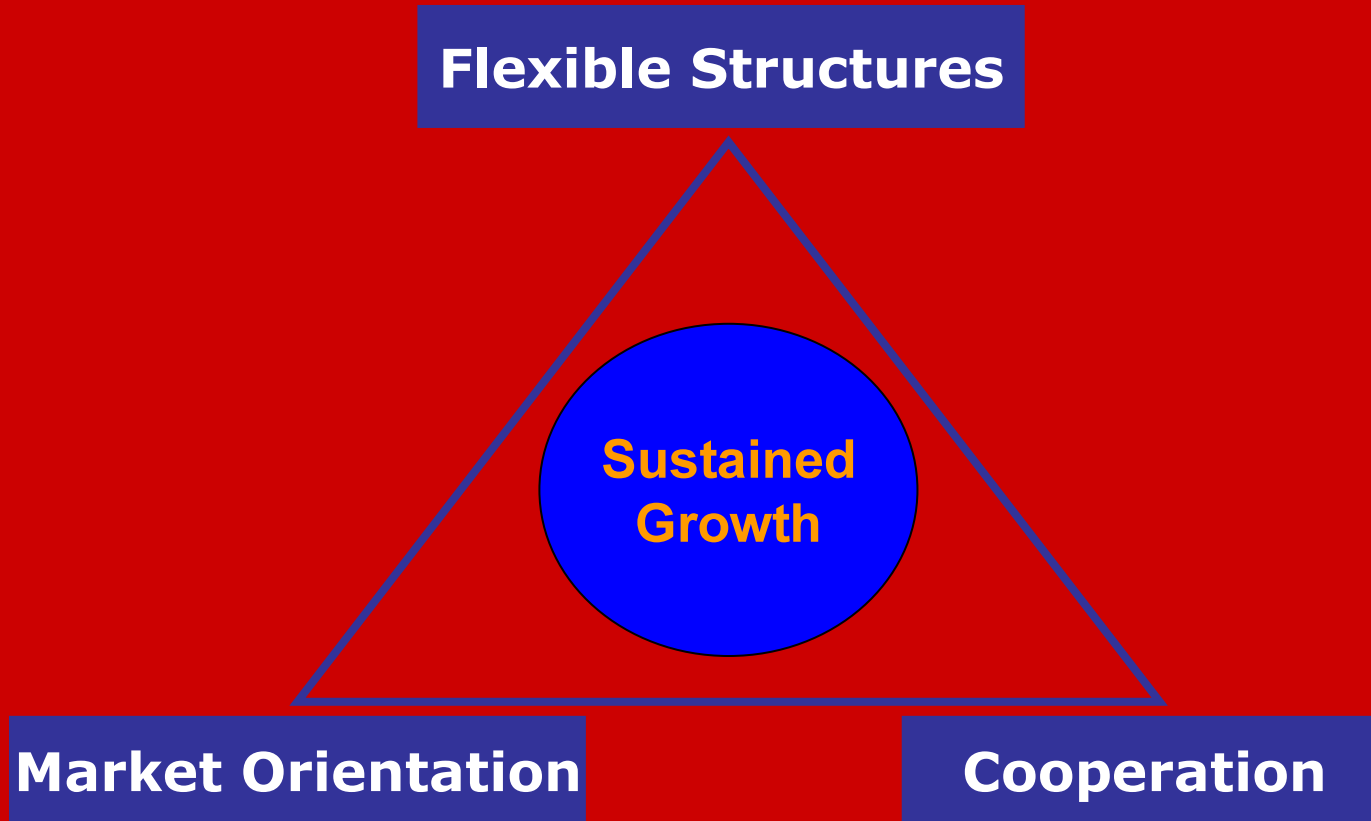 Flexible Structures
Sustained
Growth
Market Orientation
Cooperation